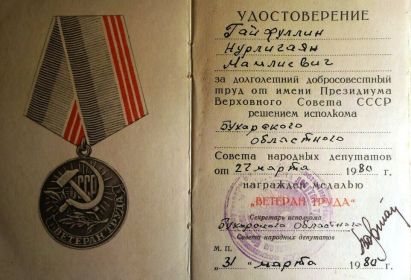 СССР
ВЕТЕРАН ТРУДА
УДОСТОВЕРЕНИЕ
Гайфуллин
Нурлигаян
Машлисвич
за долголетний добросовестный
труд от имени Президиума
Верховного Совета СССР
решением исполкома
Бухарского
областного
Совета народных депутатов
от 27 марта 1980 г.
награжден медалью
"ВЕТЕРАН ТРУДА"
Секретарь исполкома
Бухарского областного
Совета народных депутатов
М. П.
"31" марта 1980 г.